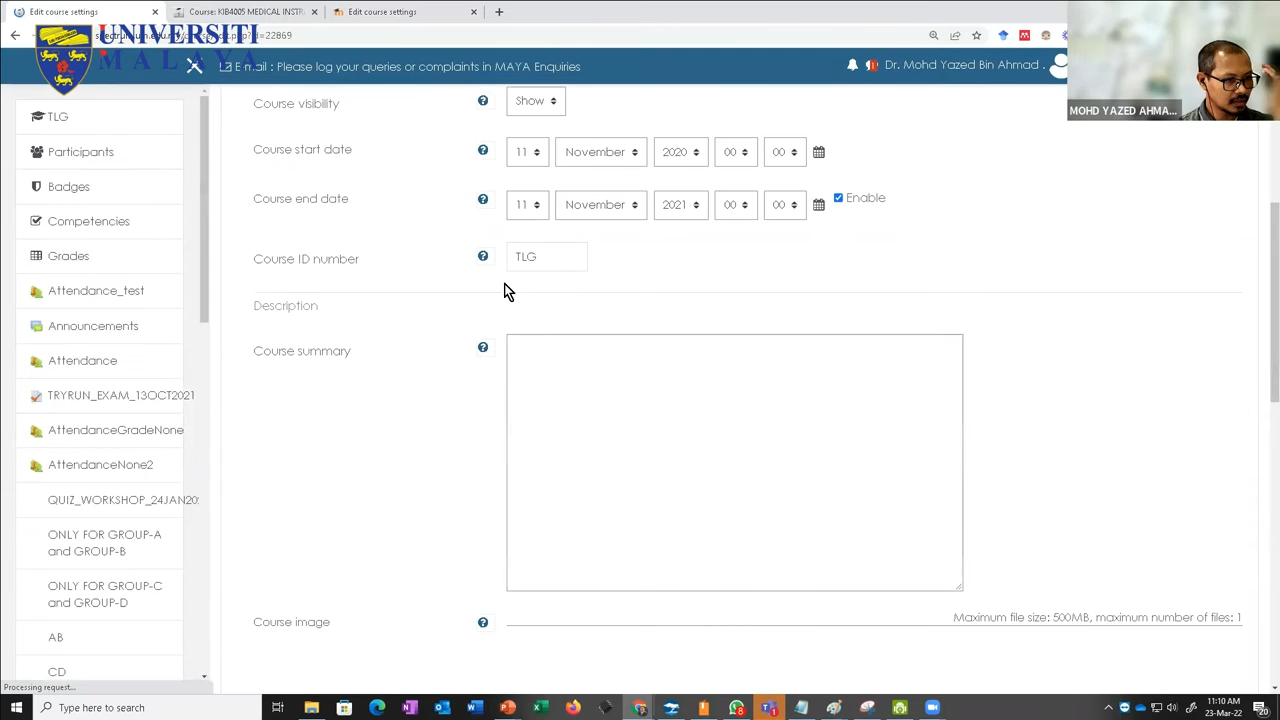 Edit course settings
Course: KIB4005 MEDICAL INSTR
Edit course settings
id=22869
UNIVERSITI
MALAYA
E mail : Please log your queries or complaints in MAYA Enquiries
Dr. Mohd Yazed Bin Ahmad
MOHD YAZED AHMA...
TLG
Participants
Badges
Competencies
Grades
Attendance_test
Announcements
Attendance
TRYRUN_EXAM_13OCT2021
AttendanceGradeNone
AttendanceNone2
QUIZ_WORKSHOP_24JAN20
ONLY FOR GROUP-A
and GROUP-B
ONLY FOR GROUP-C
and GROUP-D
AB
CD
Course visibility
Show
Course start date
11 November 2020 00 00
Course end date
11 November 2021 00 00 Enable
Course ID number
TLG
Description
Course summary
Course image
Maximum file size: 500MB, maximum number of files: 1
Processing request...
Type here to search
11:10 AM
23-Mar-22
20